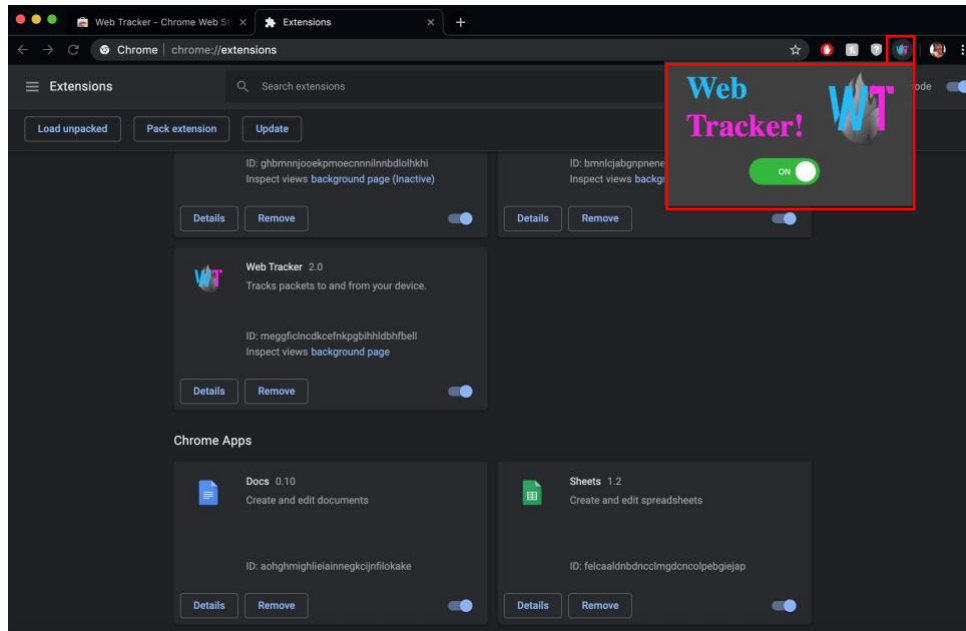 Web Tracker - Chrome Web St
Extensions
Chrome | chrome://extensions
Extensions
Search extensions
ode
Load unpacked
Pack extension
Update
Web
Tracker!
WT
ON
ID: ghbmnnjooekpmoecnnnilnnbdlolhkhi
Inspect views background page (Inactive)
Details
Remove
ID: bmnlcjabgnpnene
Inspect views backgr
Details
Remove
WT
Web Tracker 2.0
Tracks packets to and from your device.
ID: meggficlncdkcefnkpgbihhldbhfbell
Inspect views background page
Details
Remove
Chrome Apps
Docs 0.10
Create and edit documents
ID: aohghmighlieiainnegkcijnfilokake
Details
Remove
Sheets 1.2
Create and edit spreadsheets
ID: felcaaldnbdncclmgdcncolpebgiejap
Details
Remove